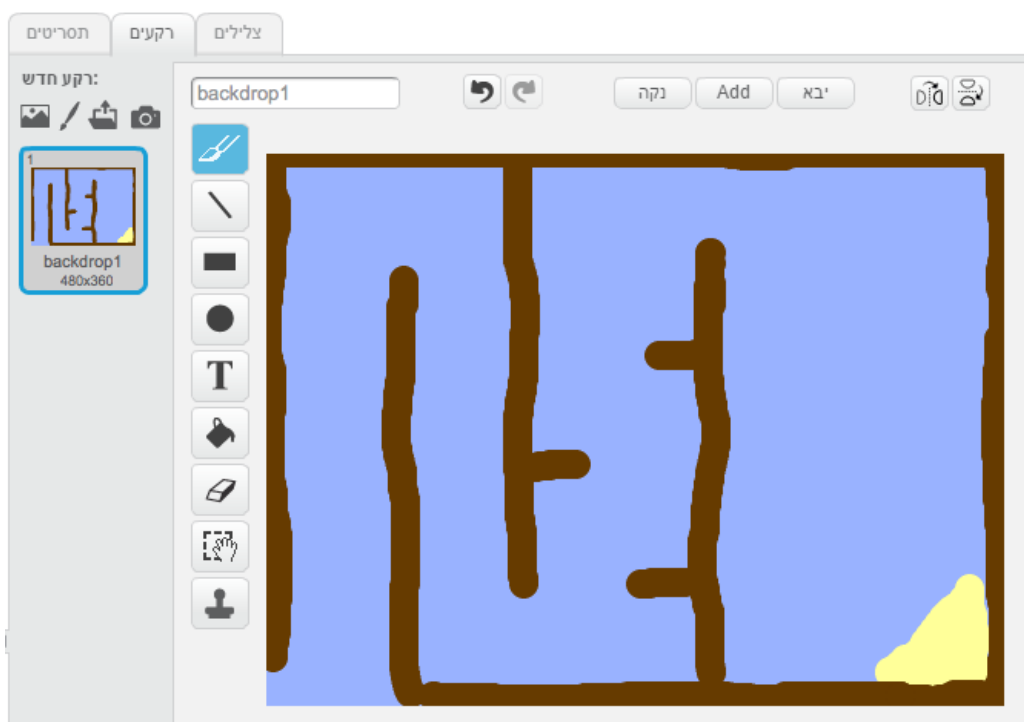 תסריטים
רקעים
צלילים
רקע חדש:
backdrop1
נקה
Add
יבא
1
backdrop1
480x360
T